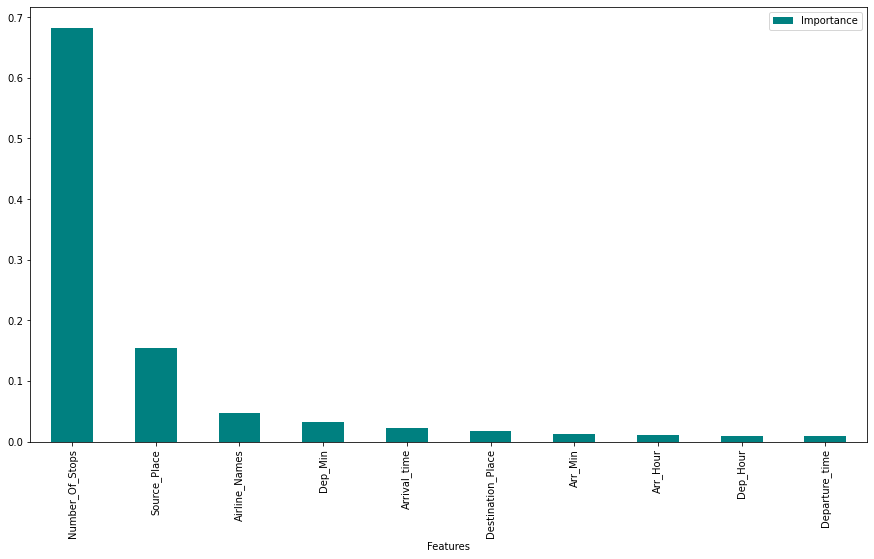 Importance
0.7
0.6
0.5
0.4
0.3
0.2
0.1
0.0
Number_Of_Stops
Source_Place
Airline_Names
Dep_Min
Arrival_time
Destination_Place
Arr_Min
Arr_Hour
Dep_Hour
Departure_time
Features